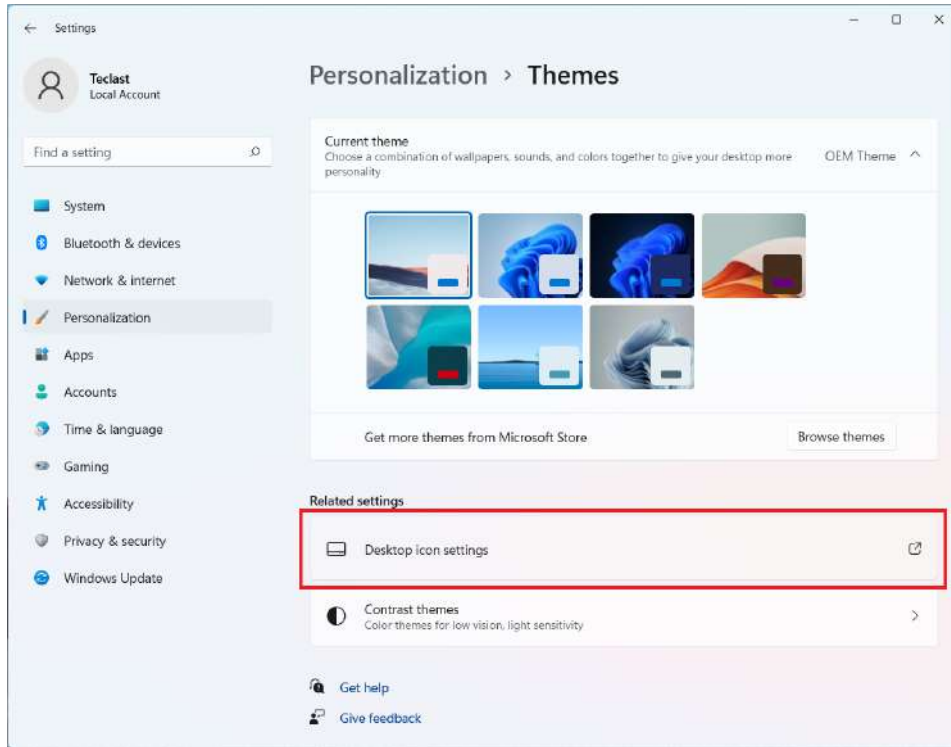 Settings
Teclast
Local Account
Find a setting
System
Bluetooth & devices
Network & internet
Personalization
Apps
Accounts
Time & language
Gaming
Accessibility
Privacy & security
Windows Update
Personalization > Themes
Current theme
Choose a combination of wallpapers, sounds, and colors together to give your desktop more
personality
OEM Theme
Get more themes from Microsoft Store
Browse themes
Related settings
Desktop icon settings
Contrast themes
Color themes for low vision, light sensitivity
Get help
Give feedback